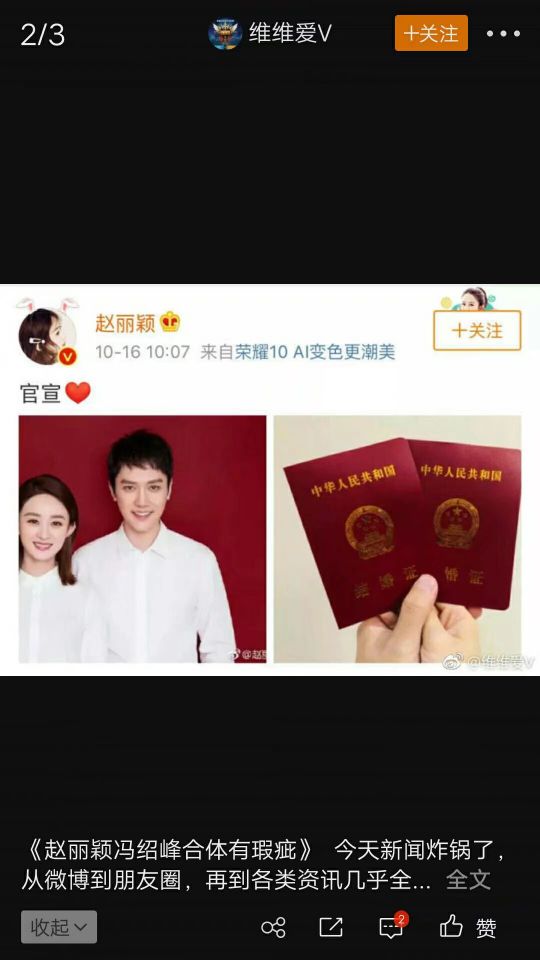 2/3
维维爱V
+关注
赵丽颖
10-16 10:07 来自荣耀10 AI变色更潮美
+关注
官宣
中华人民共和国
结婚证
中华人民共和国
婚证
@赵丽
@维维爱V
《赵丽颖冯绍峰合体有瑕疵》 今天新闻炸锅了，
从微博到朋友圈，再到各类资讯几乎全... 全文
收起
2
赞